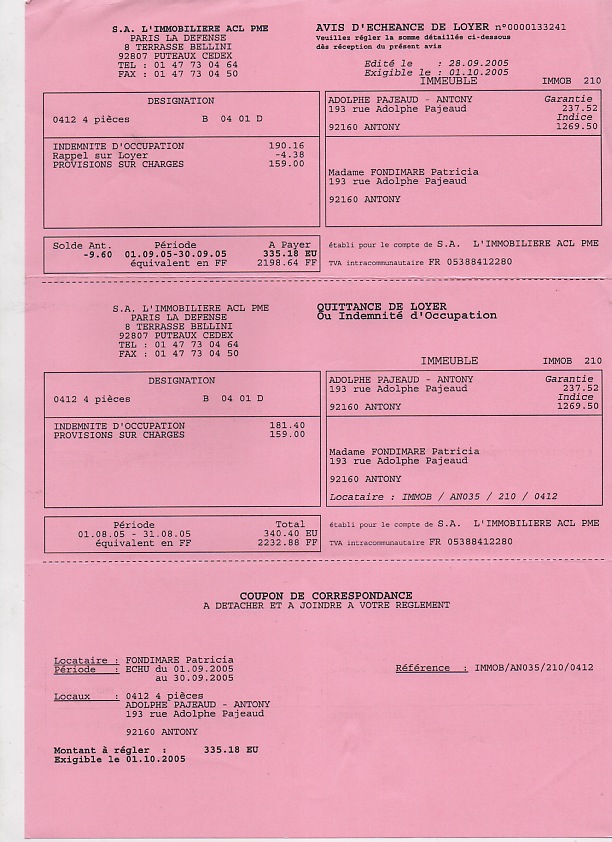 S.A. L'IMMOBILIERE ACL PME
PARIS LA DEFENSE
8 TERRASSE BELLINI
92807 PUTEAUX CEDEX
TEL : 01 47 73 04 64
FAX : 01 47 73 04 50
AVIS D'ECHEANCE DE LOYER n°0000133241
Veuillez régler la somme détaillée ci-dessous
dès réception du présent avis
Edité le : 28.09.2005
Exigible le : 01.10.2005
IMMEUBLE IMMOB 210
DESIGNATION
0412 4 pièces B 04 01 D
INDEMNITE D'OCCUPATION 190.16
Rappel sur Loyer -4.38
PROVISIONS SUR CHARGES 159.00
ADOLPHE PAJEAUD - ANTONY Garantie
193 rue Adolphe Pajeaud 237.52
Indice
92160 ANTONY 1269.50
Madame FONDIMARE Patricia
193 rue Adolphe Pajeaud
92160 ANTONY
Solde Ant. Période A Payer
-9.60 01.09.05-30.09.05 335.18 EU
équivalent en FF 2198.64 FF
établi pour le compte de S.A. L'IMMOBILIERE ACL PME
TVA intracommunautaire FR 05388412280
S.A. L'IMMOBILIERE ACL PME
PARIS LA DEFENSE
8 TERRASSE BELLINI
92807 PUTEAUX CEDEX
TEL : 01 47 73 04 64
FAX : 01 47 73 04 50
QUITTANCE DE LOYER
Ou Indemnité d'Occupation
IMMEUBLE IMMOB 210
DESIGNATION
0412 4 pièces B 04 01 D
INDEMNITE D'OCCUPATION 181.40
PROVISIONS SUR CHARGES 159.00
ADOLPHE PAJEAUD - ANTONY Garantie
193 rue Adolphe Pajeaud 237.52
Indice
92160 ANTONY 1269.50
Madame FONDIMARE Patricia
193 rue Adolphe Pajeaud
92160 ANTONY
Locataire : IMMOB / AN035 / 210 / 0412
Période Total
01.08.05 - 31.08.05 340.40 EU
équivalent en FF 2232.88 FF
établi pour le compte de S.A. L'IMMOBILIERE ACL PME
TVA intracommunautaire FR 05388412280
COUPON DE CORRESPONDANCE
A DETACHER ET A JOINDRE A VOTRE REGLEMENT
Locataire : FONDIMARE Patricia
Période : ECHU du 01.09.2005
au 30.09.2005
Référence : IMMOB/AN035/210/0412
Locaux : 0412 4 pièces
ADOLPHE PAJEAUD - ANTONY
193 rue Adolphe Pajeaud
92160 ANTONY
Montant à régler : 335.18 EU
Exigible le 01.10.2005